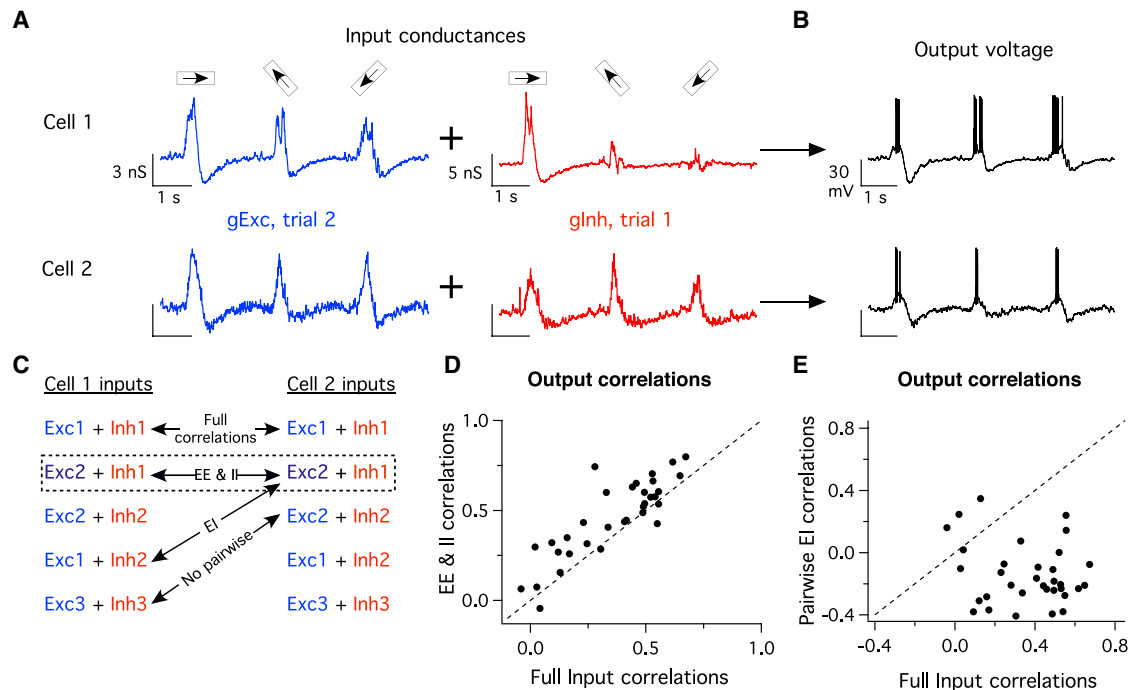 A
Input conductances
B
Output voltage
Cell 1
+
3 nS
1 s
5 nS
1 s
30
mV
1 s
gExc, trial 2
gInh, trial 1
Cell 2
+
C
Cell 1 inputs
Cell 2 inputs
Exc1 + Inh1
Full
correlations
Exc1 + Inh1
Exc2 + Inh1
EE & II
Exc2 + Inh1
Exc2 + Inh2
EI
Exc2 + Inh2
Exc1 + Inh2
No pairwise
Exc1 + Inh2
Exc3 + Inh3
Exc3 + Inh3
D
Output correlations
EE & II correlations
1.0
0.5
0.0
0.0
0.5
1.0
Full Input correlations
E
Output correlations
Pairwise EI correlations
0.8
0.4
0.0
-0.4
-0.4
0.0
0.4
0.8
Full Input correlations